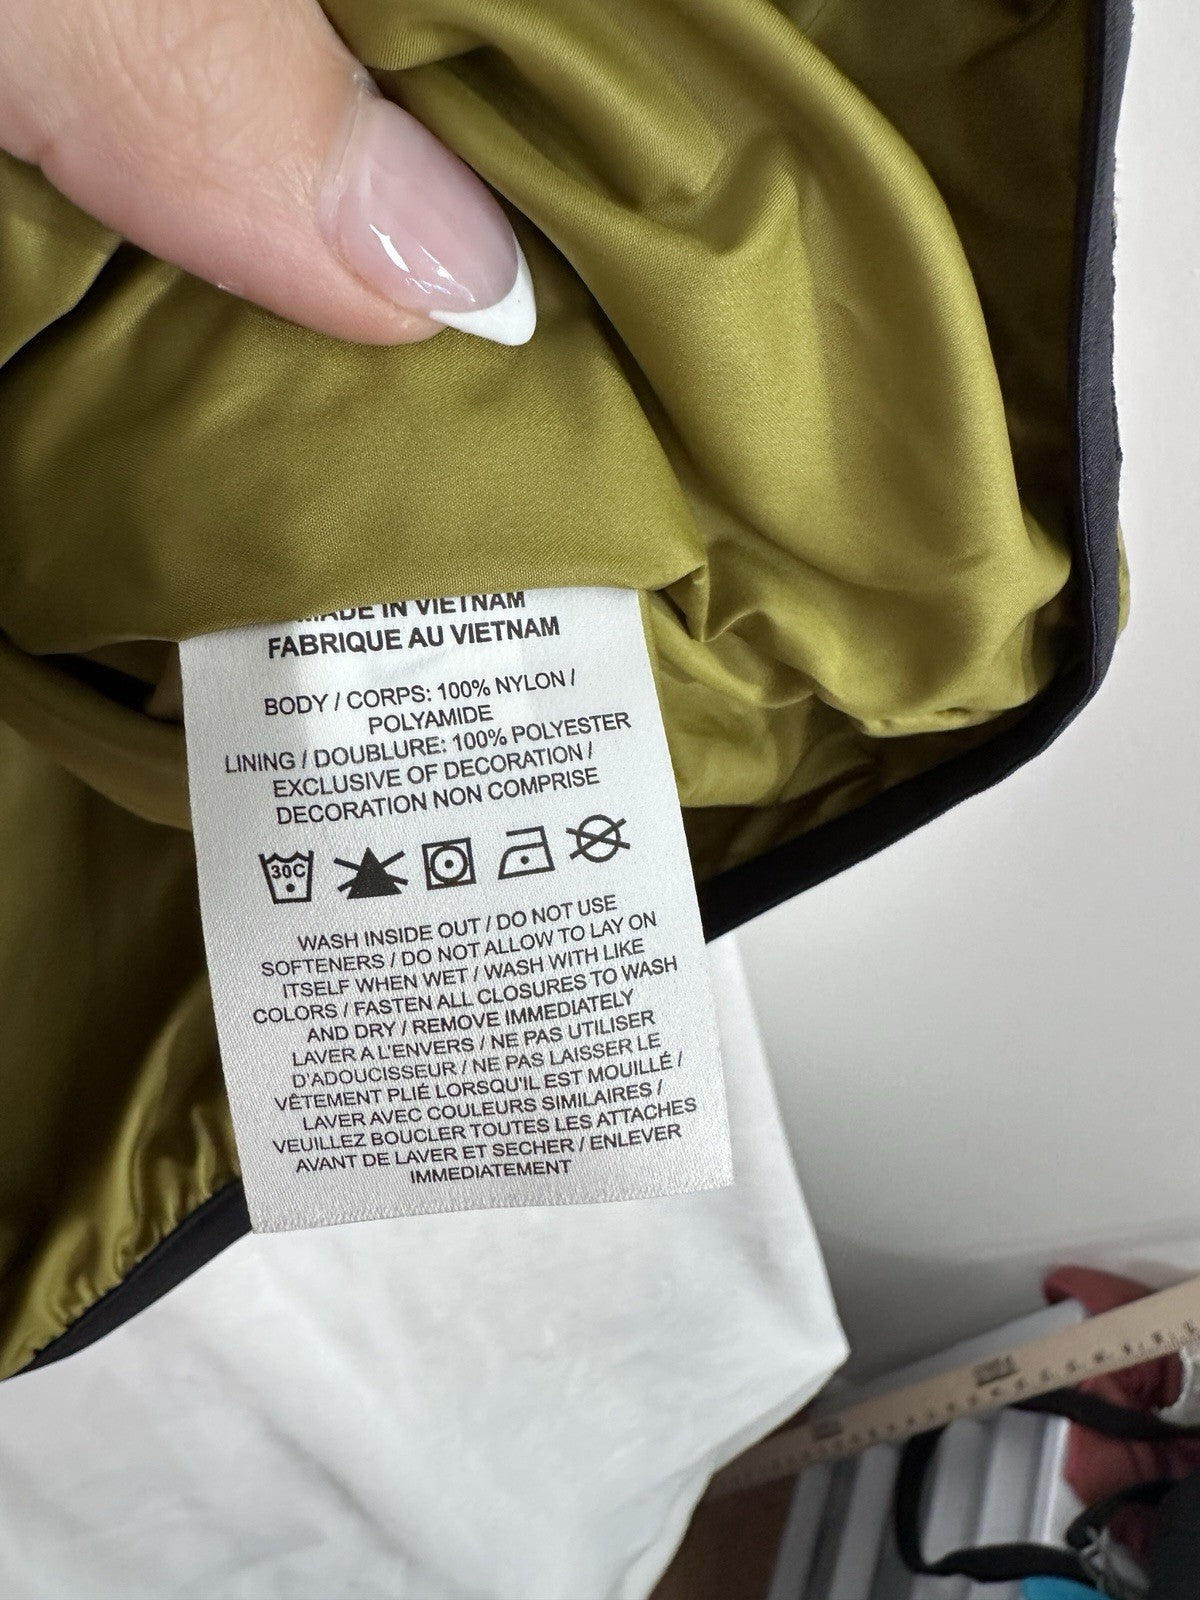 MADE IN VIETNAM
FABRIQUE AU VIETNAM
BODY / CORPS: 100% NYLON /
POLYAMIDE
LINING / DOUBLURE: 100% POLYESTER
EXCLUSIVE OF DECORATION /
DECORATION NON COMPRISE
30C
WASH INSIDE OUT / DO NOT USE
SOFTENERS / DO NOT ALLOW TO LAY ON
ITSELF WHEN WET / WASH WITH LIKE
COLORS / FASTEN ALL CLOSURES TO WASH
AND DRY / REMOVE IMMEDIATELY
LAVER A L'ENVERS / NE PAS UTILISER
D'ADOUCISSEUR / NE PAS LAISSER LE
VÊTEMENT PLIÉ LORSQU'IL EST MOUILLÉ /
LAVER AVEC COULEURS SIMILAIRES /
VEUILLEZ BOUCLER TOUTES LES ATTACHES
AVANT DE LAVER ET SECHER / ENLEVER
IMMEDIATEMENT